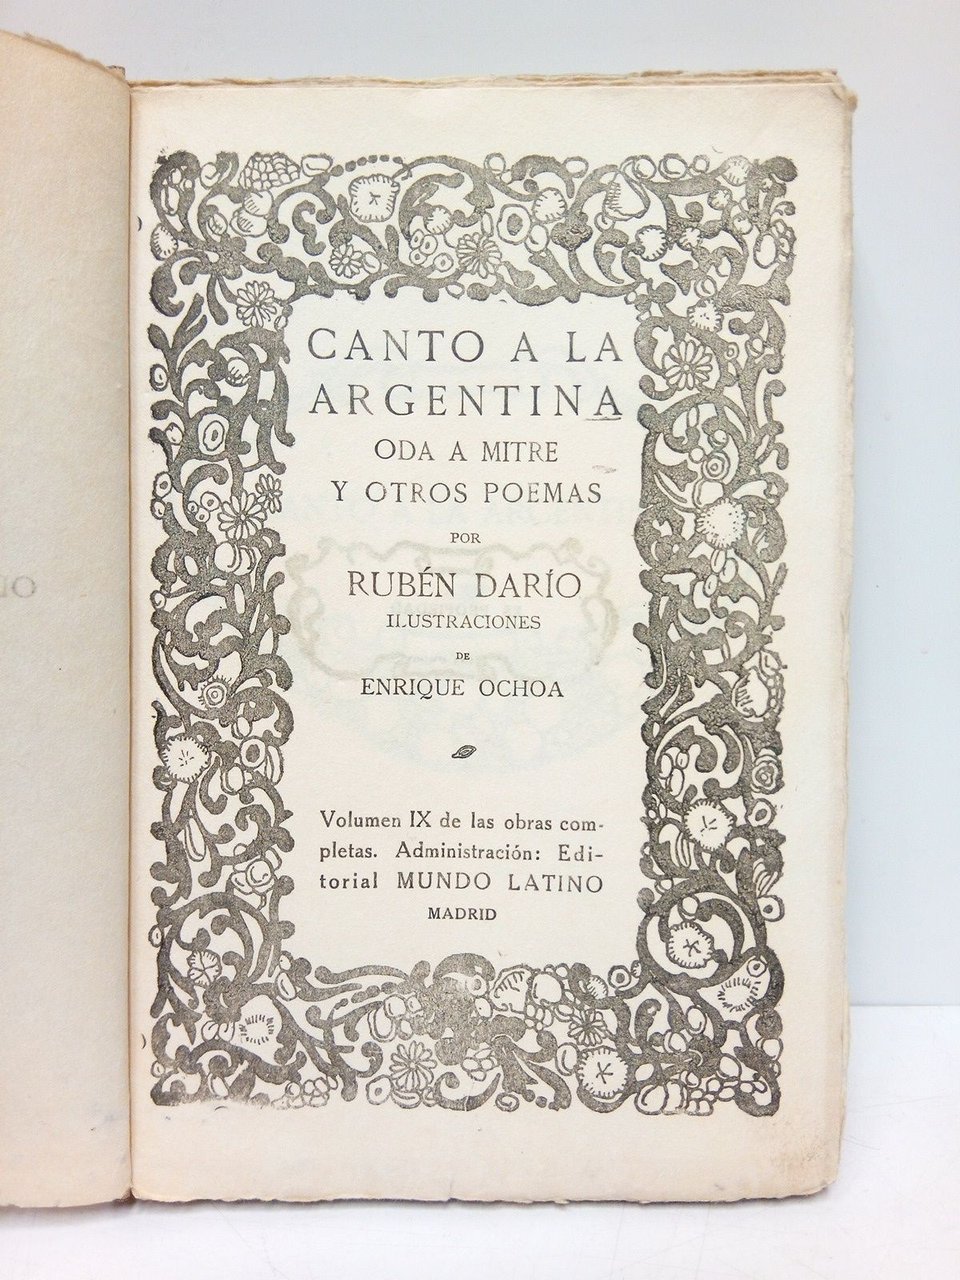 CANTO A LA
ARGENTINA
ODA A MITRE
Y OTROS POEMAS
POR
RUBÉN DARÍO
ILUSTRACIONES
DE
ENRIQUE OCHOA
Volumen IX de las obras com-
pletas. Administración: Edi-
torial MUNDO LATINO
MADRID